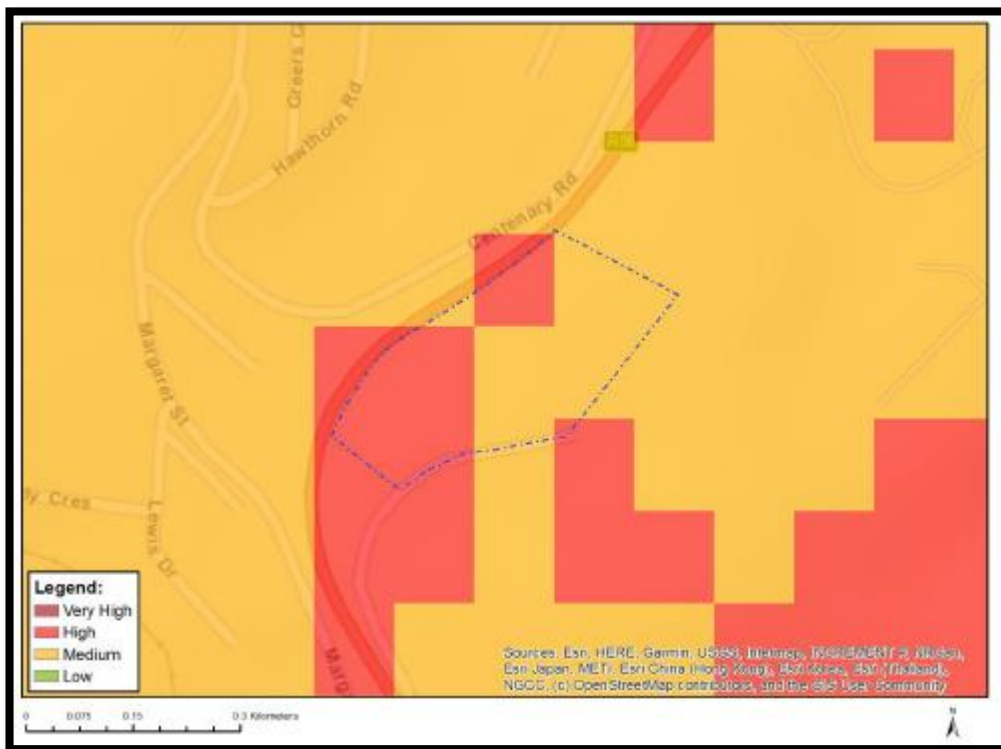 Greers
Hawthorn Rd
Centenary Rd
Margaret St
Cres
Lewis Dr
Legend:
Very High
High
Medium
Low
Sources: Esri, HERE, Garmin, USGS, Intermap, INCREMENT P, NRCan,
Esri Japan, METI, Esri China (Hong Kong), Esri Korea, Esri (Thailand),
NGCC, (c) OpenStreetMap contributors, and the GIS User Community
0 0.075 0.15 0.3 Kilometers
N